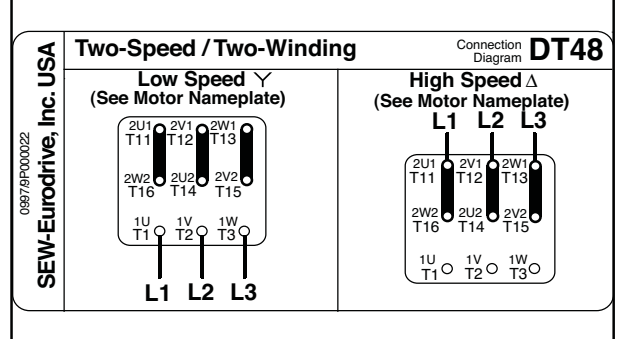 0997/9P000022
SEW-Eurodrive, Inc. USA
Two-Speed / Two-Winding
Connection
Diagram
DT48
Low Speed Y
(See Motor Nameplate)
2U1 2V1 2W1
T11 T12 T13
2W2 2U2 2V2
T16 T14 T15
1U 1V 1W
T1 T2 T3
L1 L2 L3
High Speed Δ
(See Motor Nameplate)
L1 L2 L3
2U1 2V1 2W1
T11 T12 T13
2W2 2U2 2V2
T16 T14 T15
1U 1V 1W
T1 T2 T3